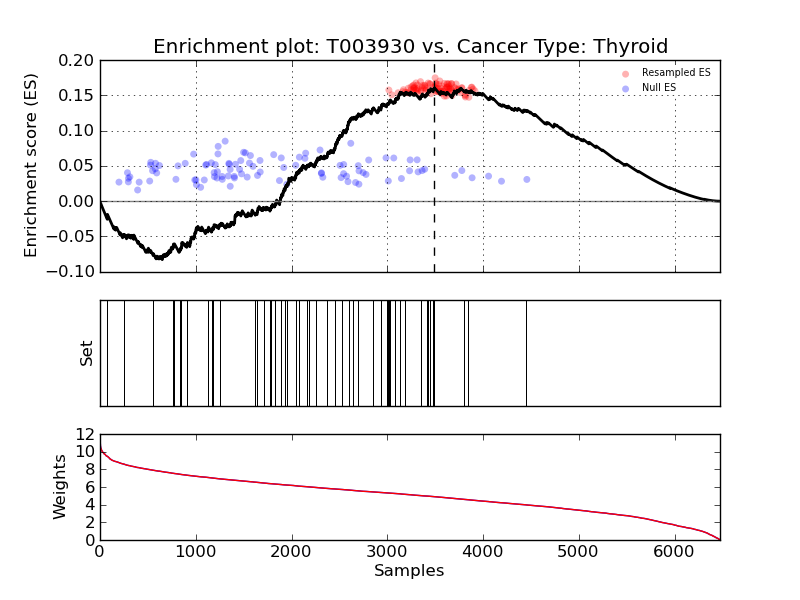 Enrichment plot: T003930 vs. Cancer Type: Thyroid
Enrichment score (ES)
0.20
0.15
0.10
0.05
0.00
−0.05
−0.10
Resampled ES
Null ES
Set
Weights
12
10
8
6
4
2
0
0 1000 2000 3000 4000 5000 6000
Samples